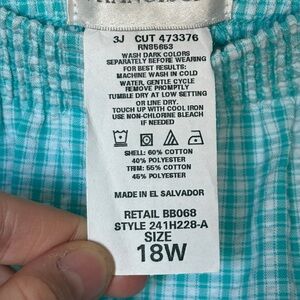 3J CUT 473376
RN85653
WASH DARK COLORS
SEPARATELY BEFORE WEARING
FOR BEST RESULTS:
MACHINE WASH IN COLD
WATER, GENTLE CYCLE
REMOVE PROMPTLY
TUMBLE DRY AT LOW SETTING
OR LINE DRY.
TOUCH UP WITH COOL IRON
USE NON-CHLORINE BLEACH
IF NEEDED
SHELL: 60% COTTON
40% POLYESTER
TRIM: 55% COTTON
45% POLYESTER
MADE IN EL SALVADOR
RETAIL BB068
STYLE 241H228-A
SIZE
18W